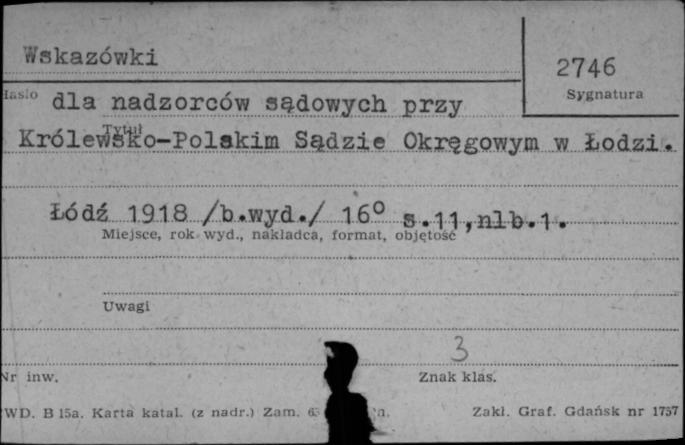 Wskazówki
2746
Hasło
Sygnatura
dla nadzorców sądowych przy
Tytuł
Królewsko-Polskim Sądzie Okręgowym w Łodzi.
Łódź 1918 /b.wyd./ 16° s.11,nlb.1.
Miejsce, rok wyd., nakładca, format, objętość
Uwagi
3
Nr inw.
Znak klas.
WD. B 15a. Karta katal. (z nadr.) Zam.
Zakł. Graf. Gdańsk nr 1757